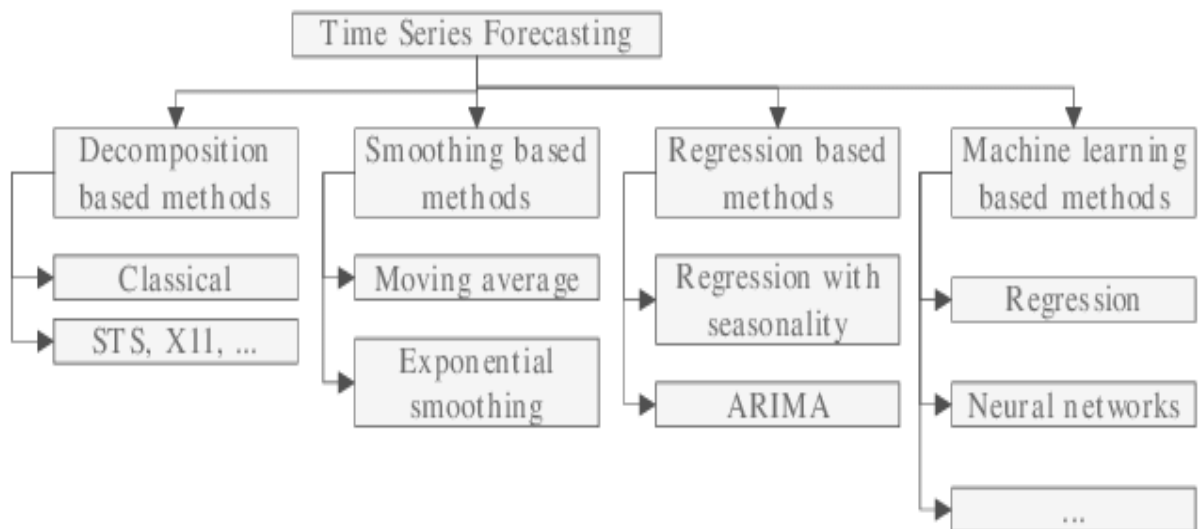 Time Series Forecasting
Decomposition
based methods
Smoothing based
methods
Regression based
methods
Machine learning
based methods
Classical
STS, X11, ...
Moving average
Exponential
smoothing
Regression with
seasonality
ARIMA
Regression
Neural networks
...